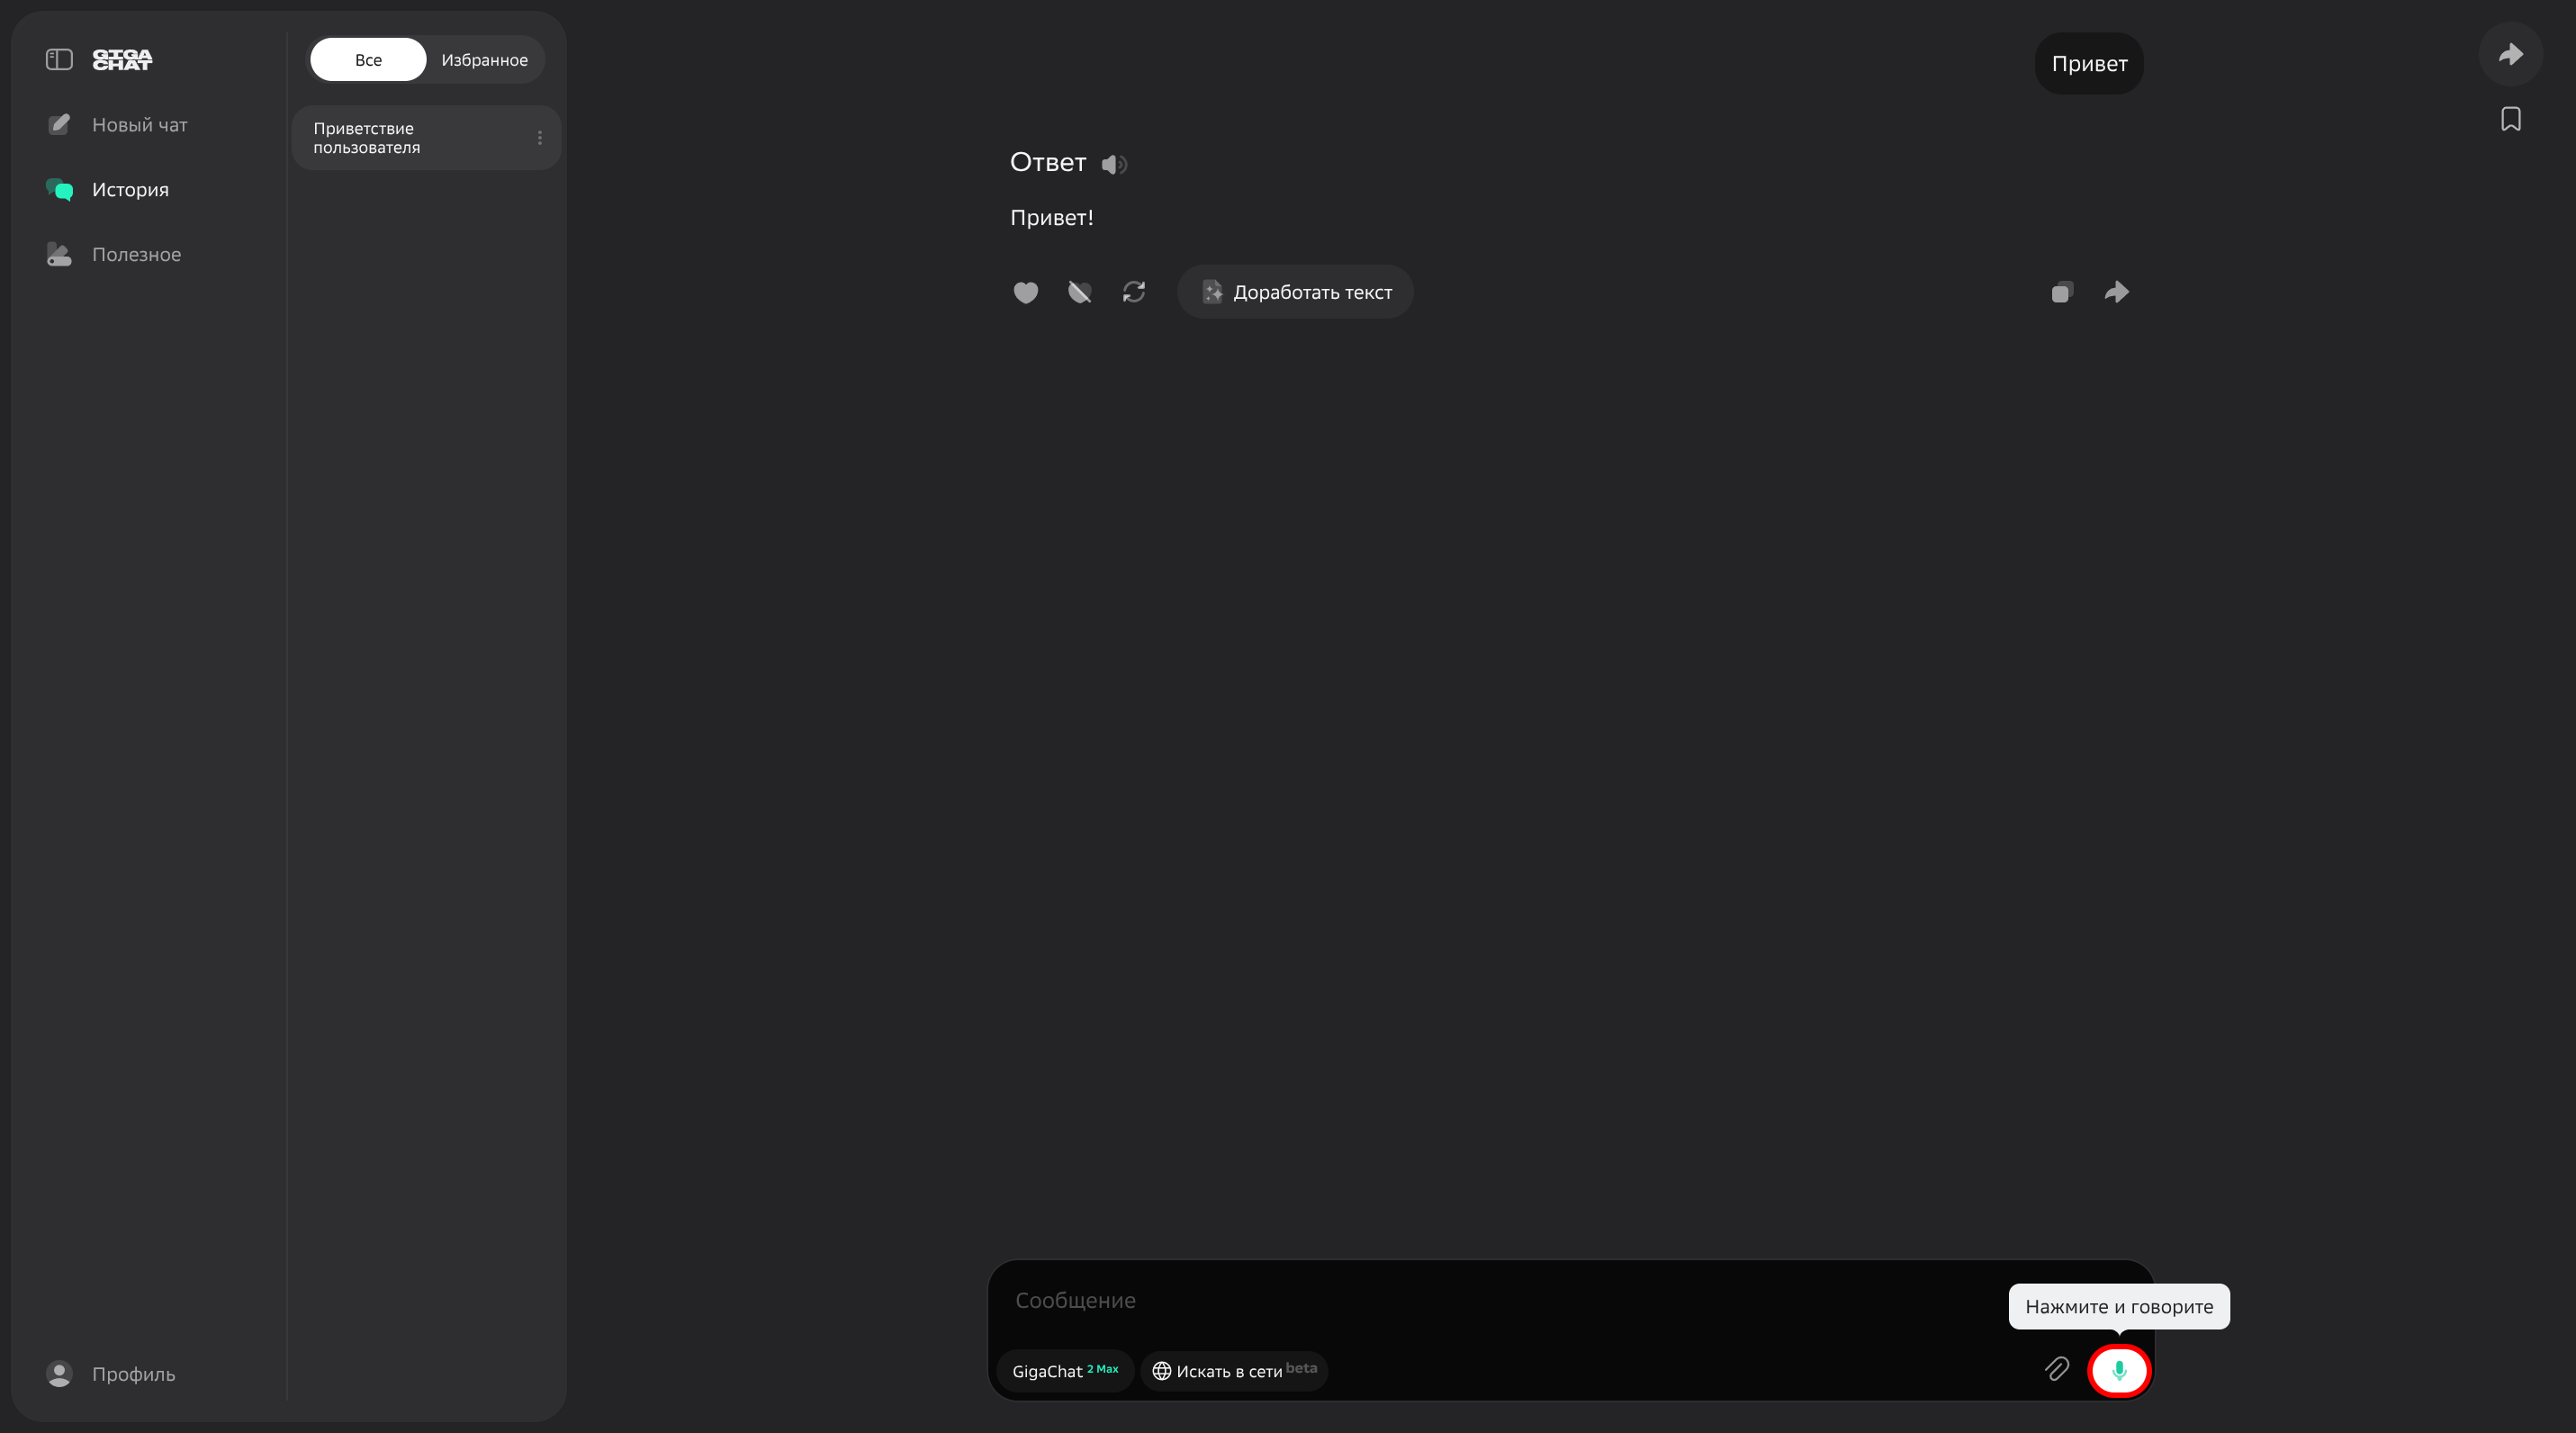 GIGA
CHAT
Новый чат
История
Полезное
Профиль
Все
Избранное
Приветствие
пользователя
Привет
Ответ
Привет!
Доработать текст
Сообщение
Нажмите и говорите
GigaChat 2 Max
Искать в сети beta